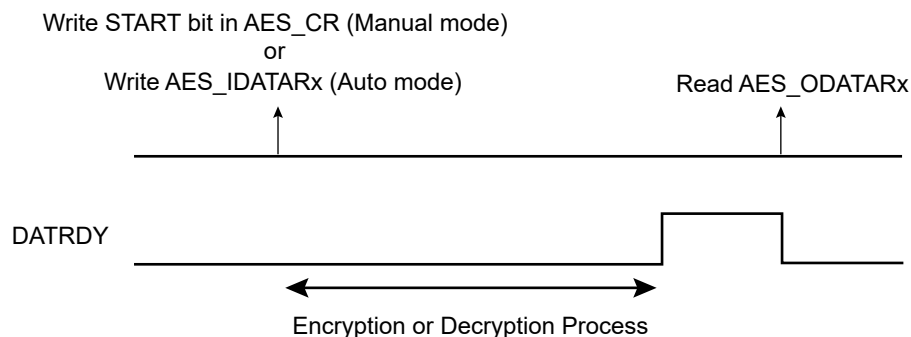 Write START bit in AES_CR (Manual mode)
or
Write AES_IDATARx (Auto mode)
Read AES_ODATARx
DATRDY
Encryption or Decryption Process